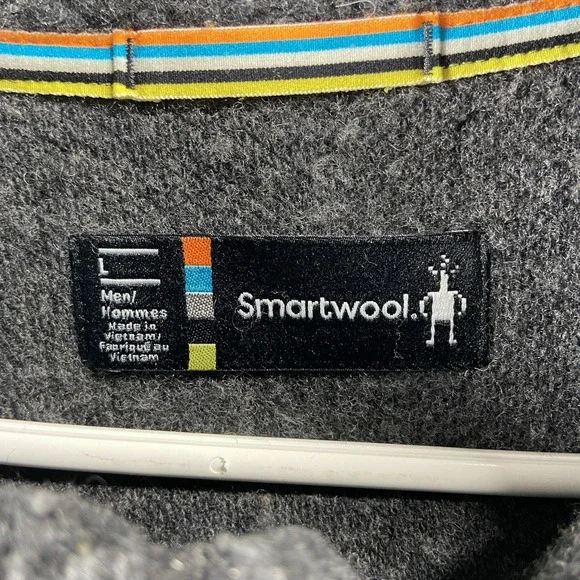 L
Men/
Hommes
Made in
Vietnam/
Fabriqué au
Vietnam
Smartwool.